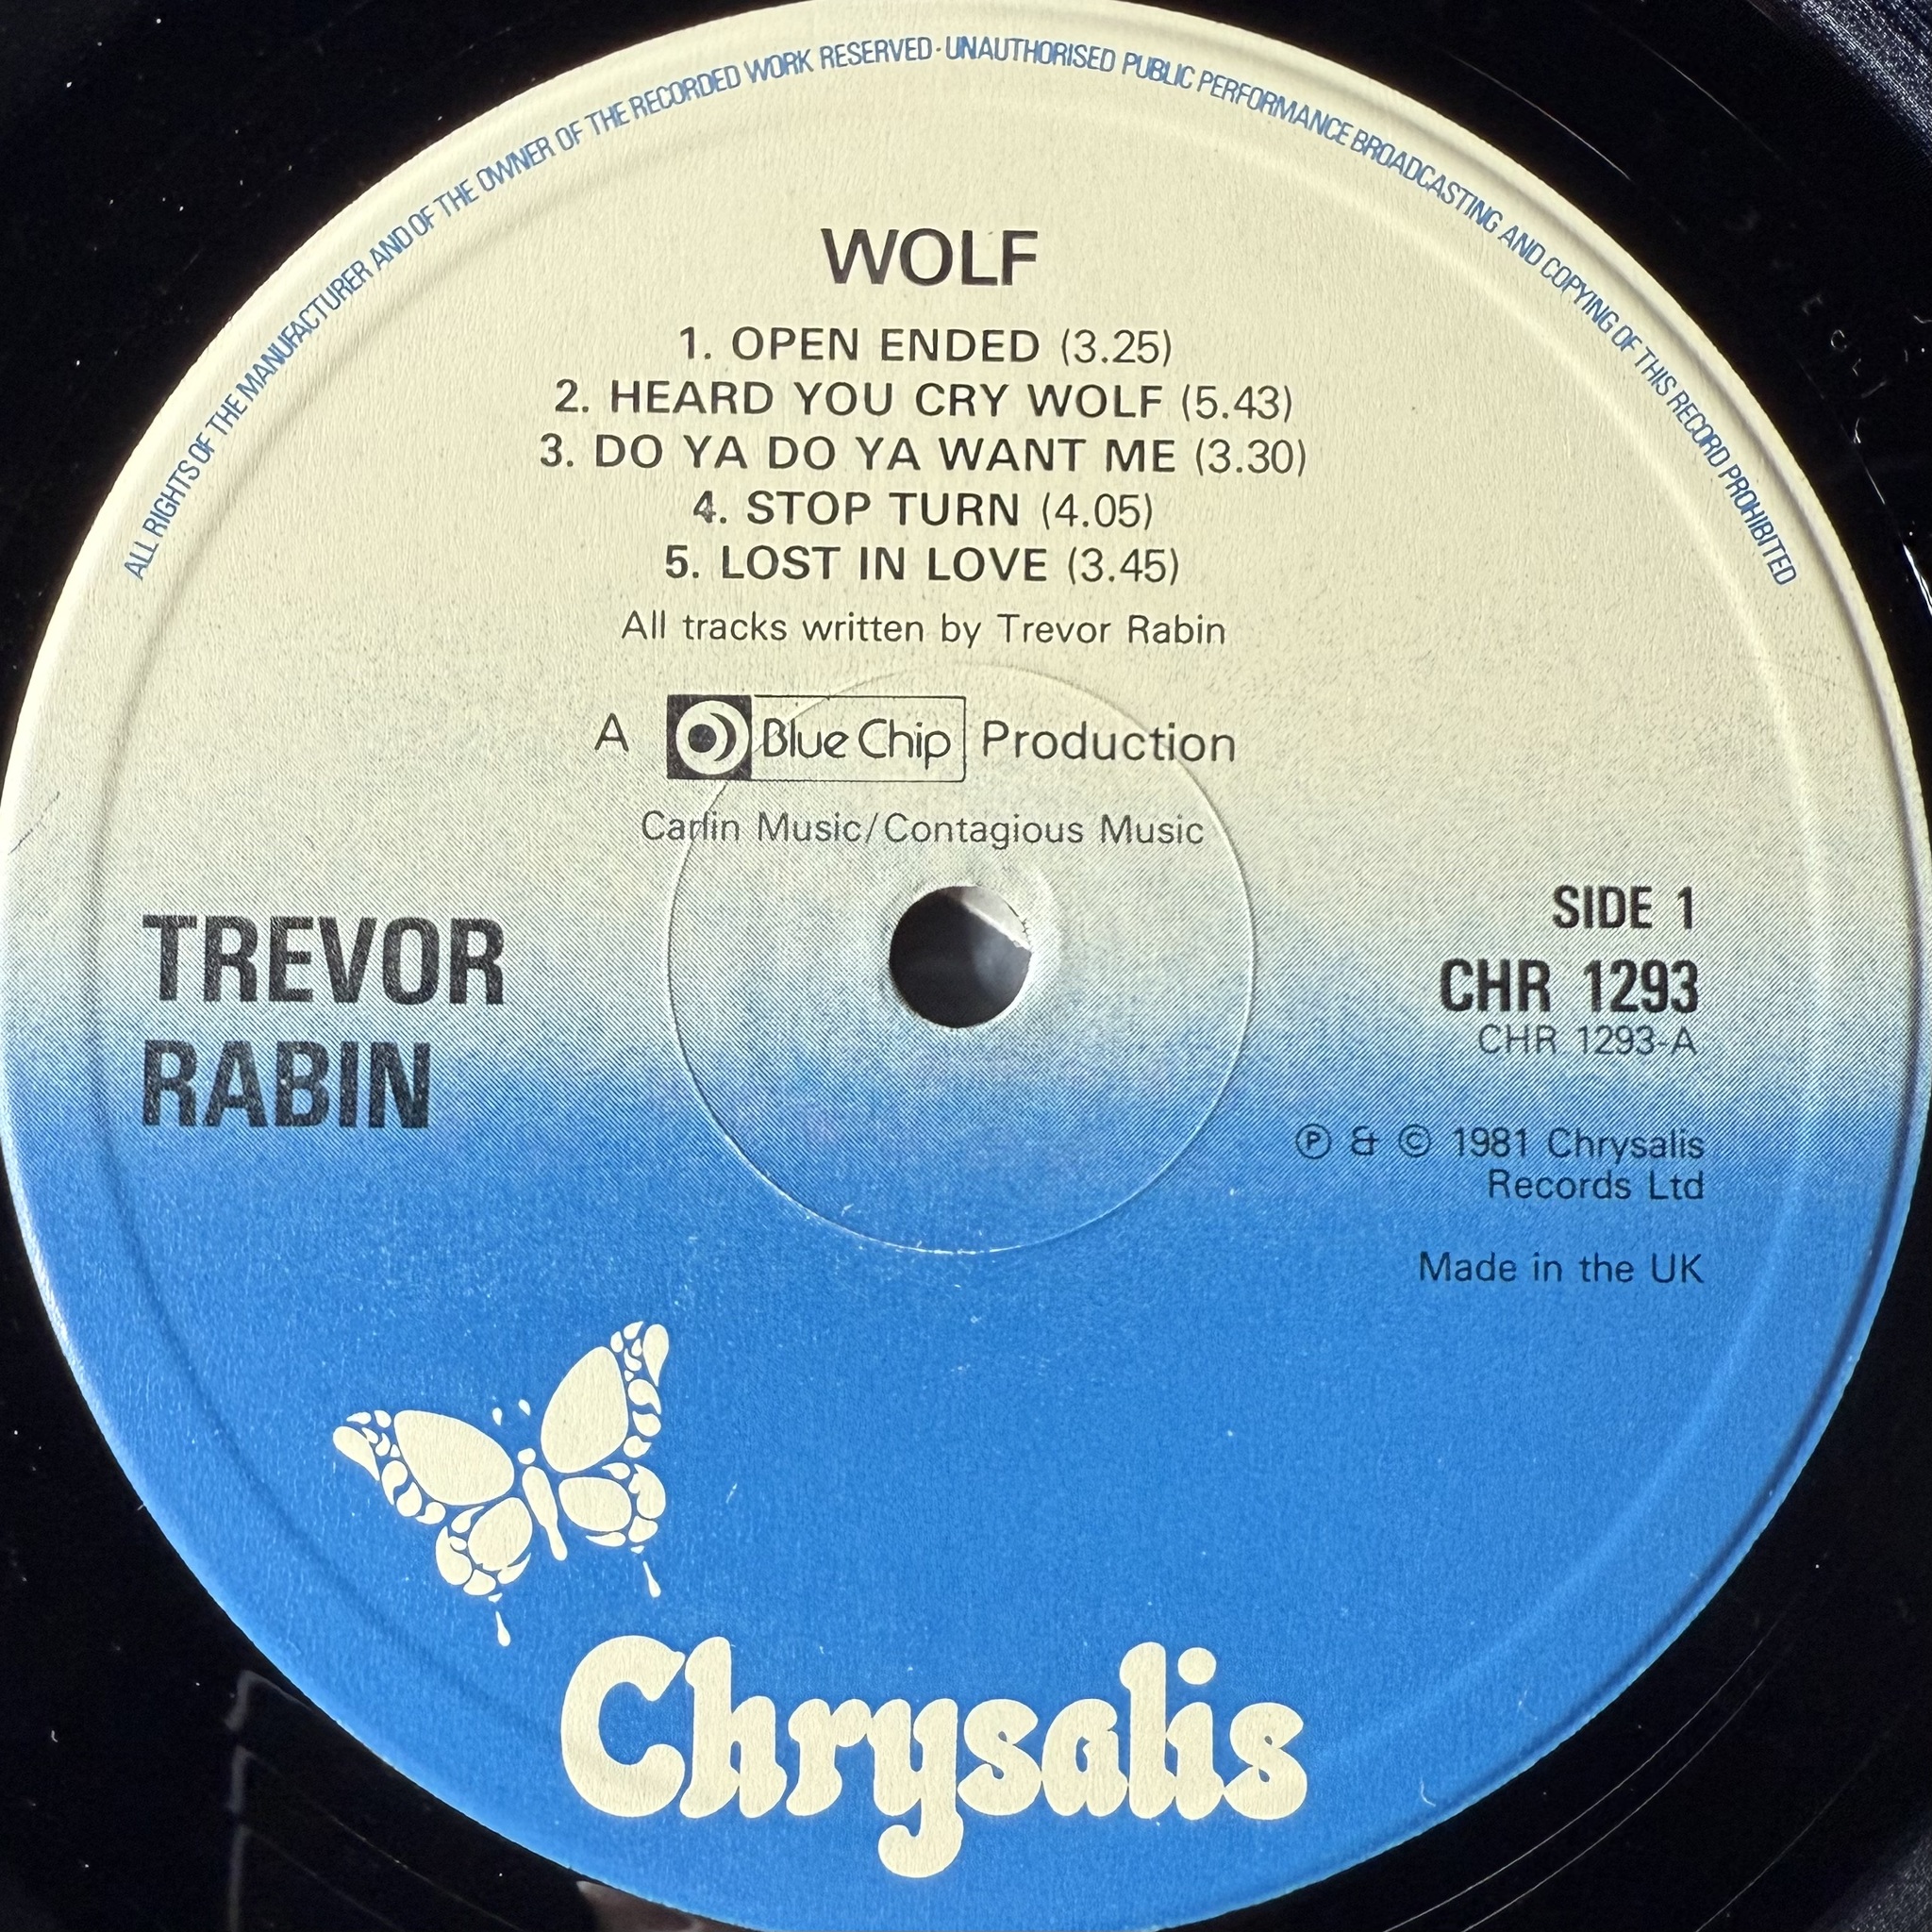 ALL RIGHTS OF THE MANUFACTURER AND OF THE OWNER OF THE RECORDED WORK RESERVED · UNAUTHORISED PUBLIC PERFORMANCE BROADCASTING AND COPYING OF THIS RECORD PROHIBITED
WOLF
1. OPEN ENDED (3.25)
2. HEARD YOU CRY WOLF (5.43)
3. DO YA DO YA WANT ME (3.30)
4. STOP TURN (4.05)
5. LOST IN LOVE (3.45)
All tracks written by Trevor Rabin
A Blue Chip Production
Carlin Music/Contagious Music
TREVOR
RABIN
SIDE 1
CHR 1293
CHR 1293-A
Ⓟ & © 1981 Chrysalis
Records Ltd
Made in the UK
Chrysalis